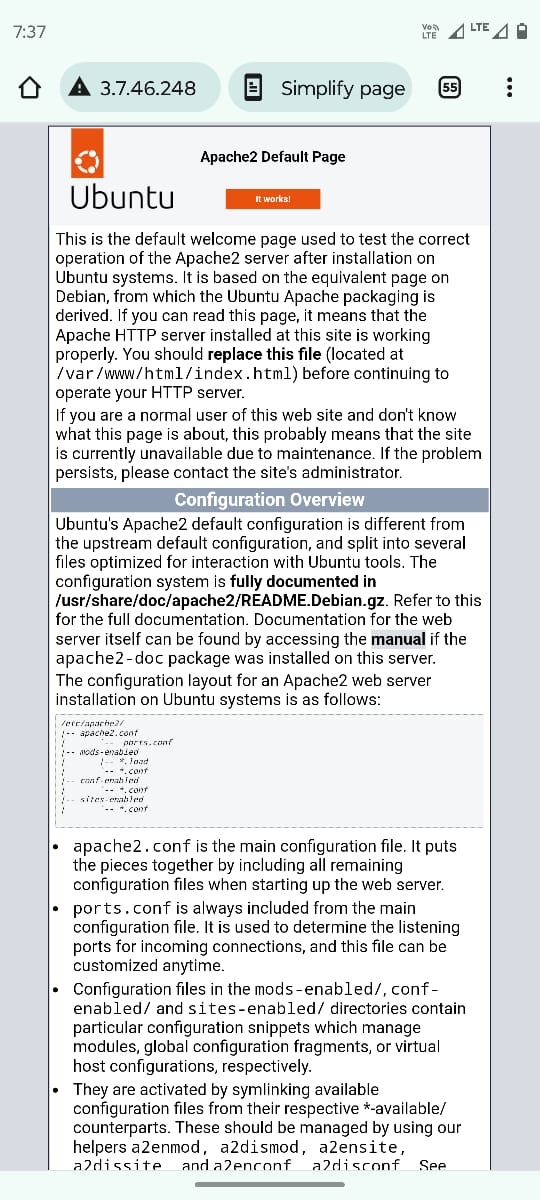 7:37
Vo
LTE
LTE
3.7.46.248
Simplify page
55
Apache2 Default Page
Ubuntu
It works!
This is the default welcome page used to test the correct
operation of the Apache2 server after installation on
Ubuntu systems. It is based on the equivalent page on
Debian, from which the Ubuntu Apache packaging is
derived. If you can read this page, it means that the
Apache HTTP server installed at this site is working
properly. You should replace this file (located at
/var/www/html/index.html) before continuing to
operate your HTTP server.
If you are a normal user of this web site and don't know
what this page is about, this probably means that the site
is currently unavailable due to maintenance. If the problem
persists, please contact the site's administrator.
Configuration Overview
Ubuntu's Apache2 default configuration is different from
the upstream default configuration, and split into several
files optimized for interaction with Ubuntu tools. The
configuration system is fully documented in
/usr/share/doc/apache2/README.Debian.gz. Refer to this
for the full documentation. Documentation for the web
server itself can be found by accessing the manual if the
apache2-doc package was installed on this server.
The configuration layout for an Apache2 web server
installation on Ubuntu systems is as follows:
/etc/apache2/
|-- apache2.conf
|       `--  ports.conf
|-- mods-enabled
|       |-- *.load
|       `-- *.conf
|-- conf-enabled
|       `-- *.conf
|-- sites-enabled
|       `-- *.conf
• apache2.conf is the main configuration file. It puts
the pieces together by including all remaining
configuration files when starting up the web server.
• ports.conf is always included from the main
configuration file. It is used to determine the listening
ports for incoming connections, and this file can be
customized anytime.
• Configuration files in the mods-enabled/, conf-
enabled/ and sites-enabled/ directories contain
particular configuration snippets which manage
modules, global configuration fragments, or virtual
host configurations, respectively.
• They are activated by symlinking available
configuration files from their respective *-available/
counterparts. These should be managed by using our
helpers a2enmod, a2dismod, a2ensite,
a2dissite and a2enconf a2disconf See